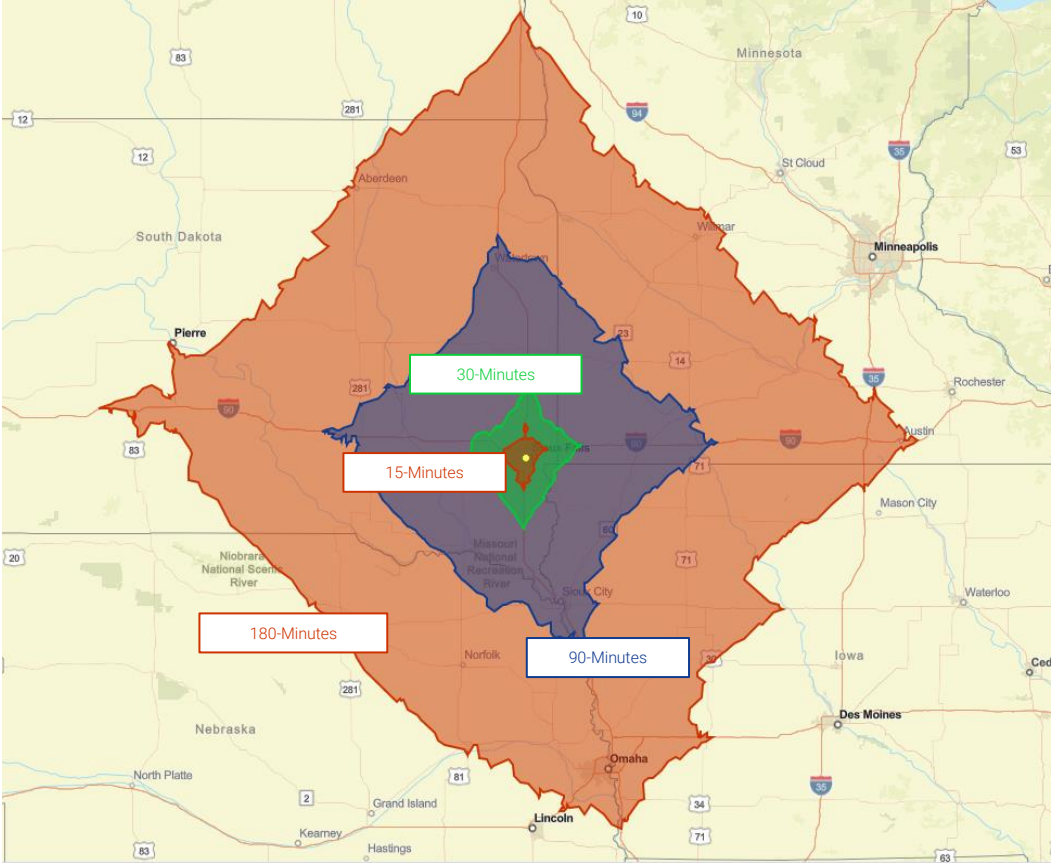 10
Minnesota
83
281
94
12
35
53
12
St Cloud
Aberdeen
Willmar
South Dakota
Minneapolis
Watertown
Pierre
23
14
30-Minutes
35
Rochester
281
90
Austin
90
90
83
Sioux Falls
15-Minutes
71
Mason City
60
20
Missouri
National
Recreation
River
Niobrara
National Scenic
River
71
Sioux City
Waterloo
180-Minutes
Norfolk
90-Minutes
30
Iowa
Ced
281
Des Moines
Nebraska
Omaha
North Platte
81
35
2
Grand Island
34
Lincoln
Kearney
71
83
Hastings
63